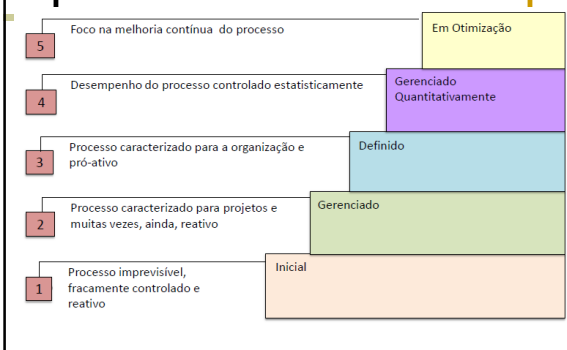 5
Foco na melhoria contínua do processo
Em Otimização
4
Desempenho do processo controlado estatisticamente
Gerenciado
Quantitativamente
3
Processo caracterizado para a organização e
pró-ativo
Definido
2
Processo caracterizado para projetos e
muitas vezes, ainda, reativo
Gerenciado
1
Processo imprevisível,
fracamente controlado e
reativo
Inicial